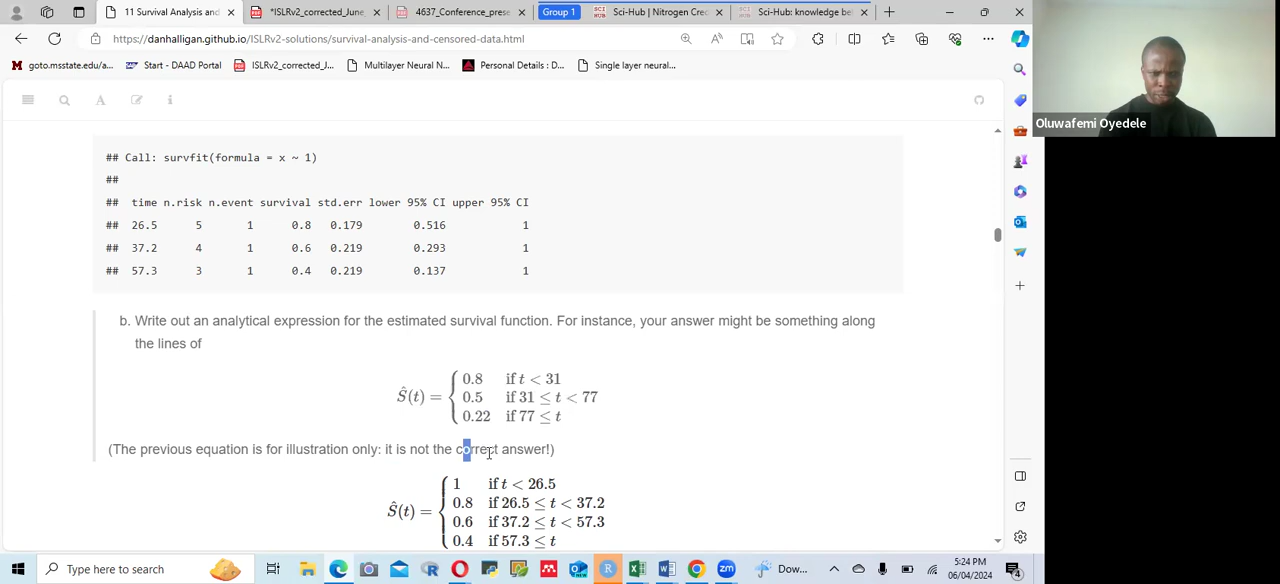 11 Survival Analysis and
*ISLRv2_corrected_June_
4637_Conference_prese
Group 1
Sci-Hub | Nitrogen Cred
Sci-Hub: knowledge be
https://danhalligan.github.io/ISLRv2-solutions/survival-analysis-and-censored-data.html
goto.msstate.edu/a...
Start - DAAD Portal
ISLRv2_corrected_J...
Multilayer Neural N...
Personal Details : D...
Single layer neural...
Oluwafemi Oyedele
## Call: survfit(formula = x ~ 1)
##
## time n.risk n.event survival std.err lower 95% CI upper 95% CI
## 26.5 5 1 0.8 0.179 0.516 1
## 37.2 4 1 0.6 0.219 0.293 1
## 57.3 3 1 0.4 0.219 0.137 1
b. Write out an analytical expression for the estimated survival function. For instance, your answer might be something along
the lines of
Ŝ(t) = { 0.8 if t < 31
0.5 if 31 ≤ t < 77
0.22 if 77 ≤ t
(The previous equation is for illustration only: it is not the correct answer!)
Ŝ(t) = { 1 if t < 26.5
0.8 if 26.5 ≤ t < 37.2
0.6 if 37.2 ≤ t < 57.3
0.4 if 57.3 ≤ t
Type here to search
Dow...
5:24 PM
06/04/2024